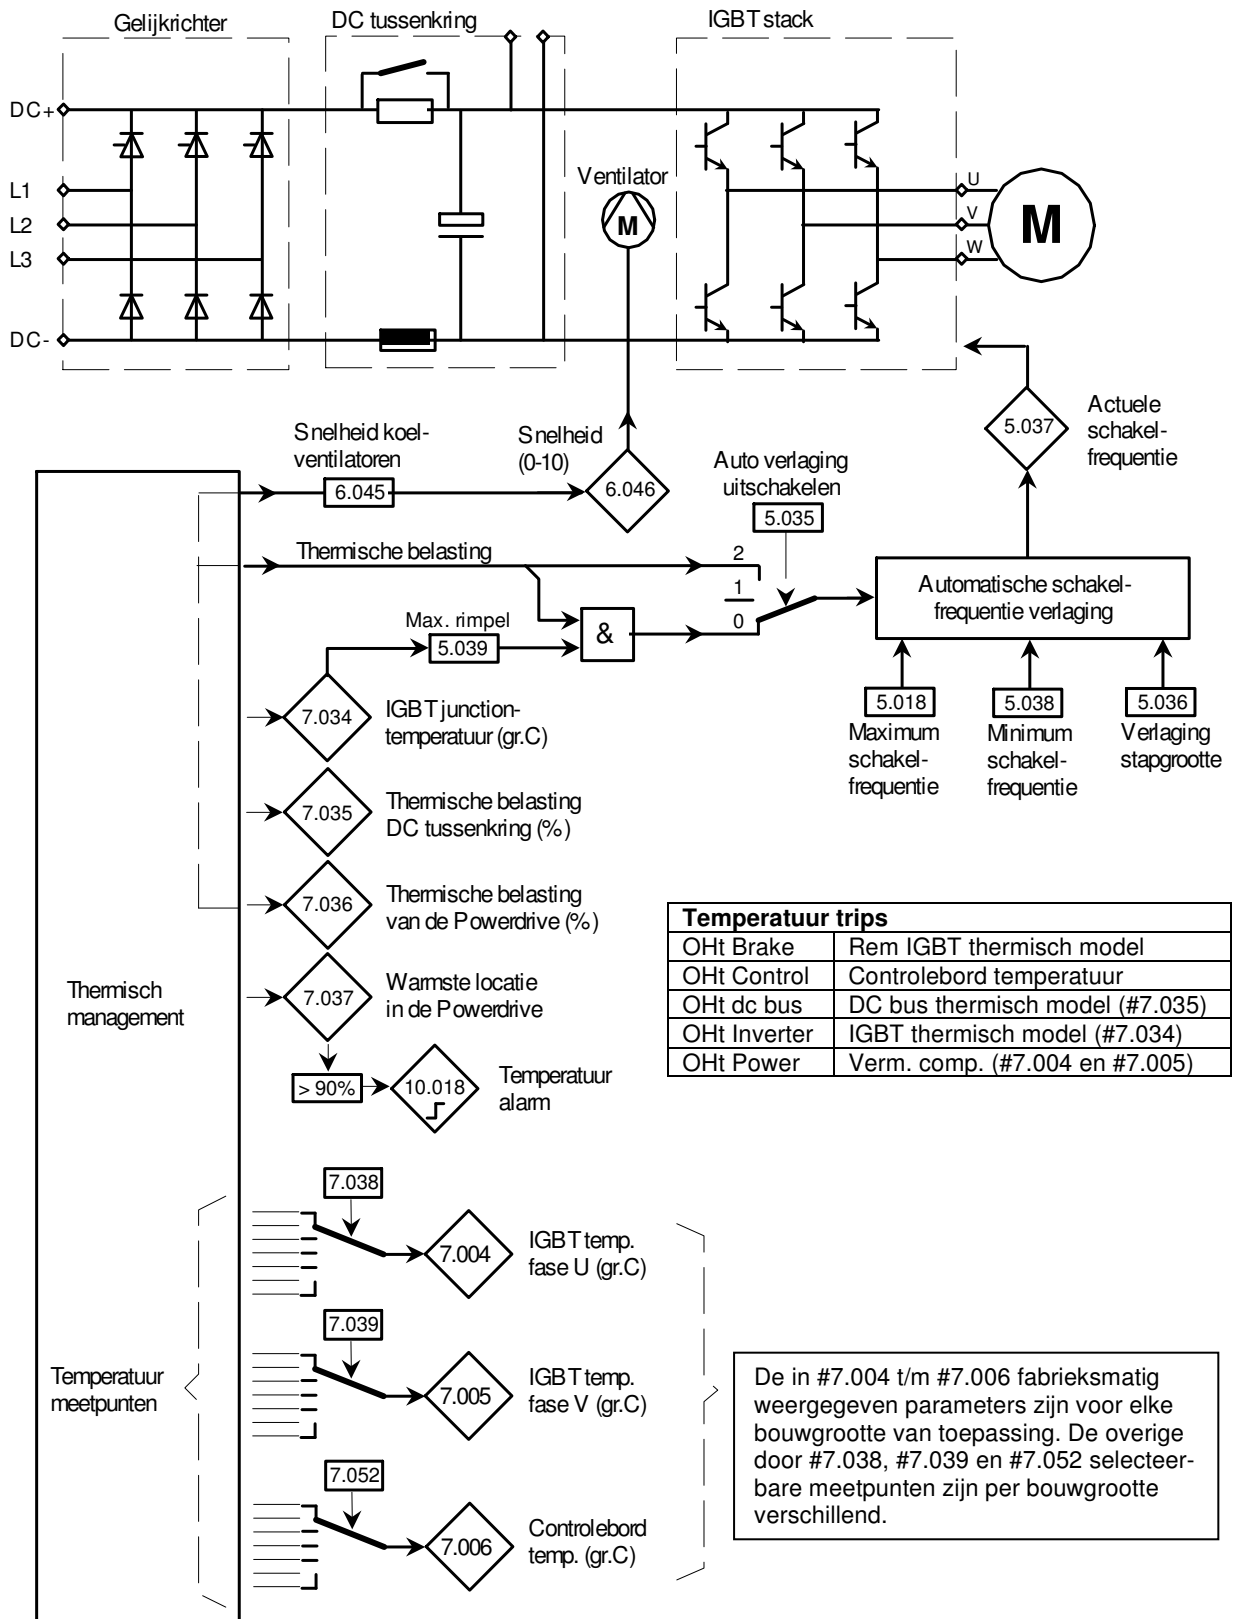 Gelijkrichter
DC tussenkring
IGBT stack
DC+
L1
L2
L3
DC-
Ventilator
M
U
V
W
M
Snelheid koel-
ventilatoren
6.045
Snelheid
(0-10)
6.046
Auto verlaging
uitschakelen
5.035
5.037
Actuele
schakel-
frequentie
Thermische belasting
2
1
0
Max. rimpel
5.039
&
Automatische schakel-
frequentie verlaging
5.018
Maximum
schakel-
frequentie
5.038
Minimum
schakel-
frequentie
5.036
Verlaging
stapgrootte
7.034
IGBT junction-
temperatuur (gr.C)
7.035
Thermische belasting
DC tussenkring (%)
7.036
Thermische belasting
van de Powerdrive (%)
7.037
Warmste locatie
in de Powerdrive
> 90%
10.018
Temperatuur
alarm
Thermisch
management
Temperatuur trips
OHt Brake Rem IGBT thermisch model
OHt Control Controlebord temperatuur
OHt dc bus DC bus thermisch model (#7.035)
OHt Inverter IGBT thermisch model (#7.034)
OHt Power Verm. comp. (#7.004 en #7.005)
Temperatuur
meetpunten
7.038
7.004
IGBT temp.
fase U (gr.C)
7.039
7.005
IGBT temp.
fase V (gr.C)
7.052
7.006
Controlebord
temp. (gr.C)
De in #7.004 t/m #7.006 fabrieksmatig
weergegeven parameters zijn voor elke
bouwgrootte van toepassing. De overige
door #7.038, #7.039 en #7.052 selecteer-
bare meetpunten zijn per bouwgrootte
verschillend.